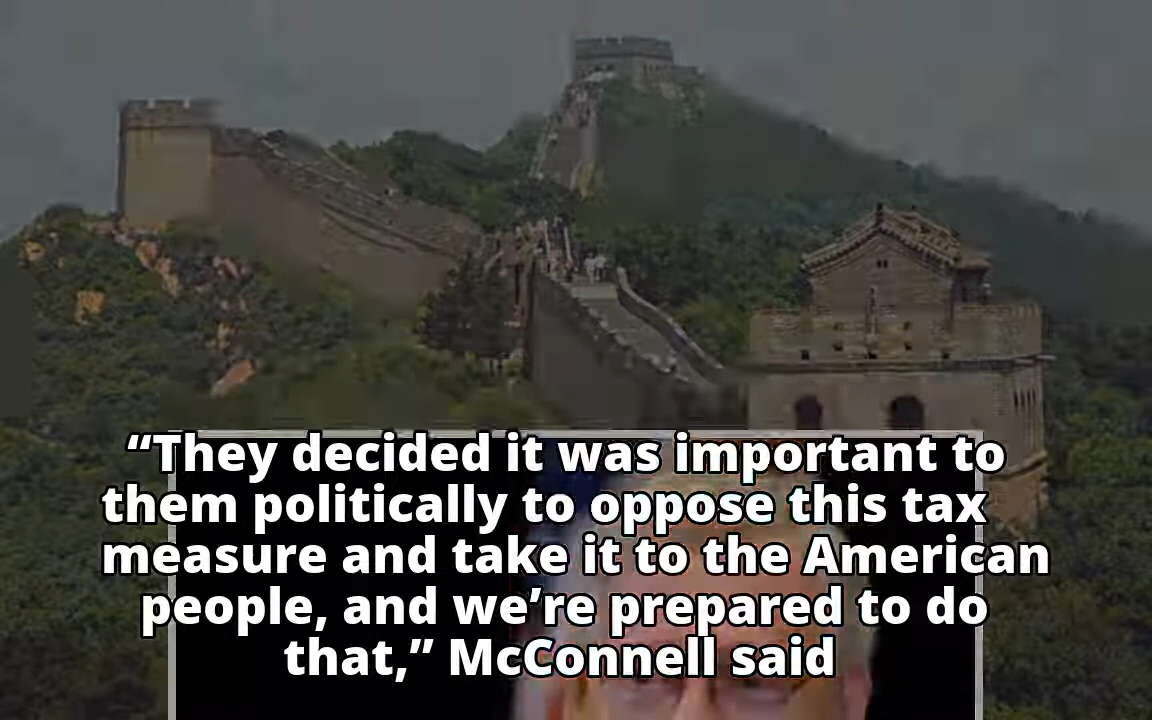 “They decided it was important to
them politically to oppose this tax
measure and take it to the American
people, and we’re prepared to do
that,” McConnell said